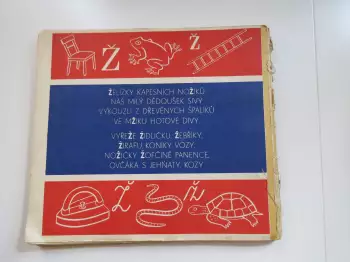 Ž ž
ŽELÍZKY KAPESNÍCH NOŽÍKŮ
NÁŠ MILÝ DĚDOUŠEK SIVÝ
VYKOUZLÍ Z DŘEVĚNÝCH ŠPALÍKŮ
VE MŽIKU HOTOVÉ DIVY.
VYŘEŽE ŽIDLIČKU, ŽEBŘÍKY,
ŽIRAFU, KONÍKY, VOZY,
NOŽIČKY ŽOFČINĚ PANENCE,
OVČÁKA S JEHŇATY, KOZY
Ž ž